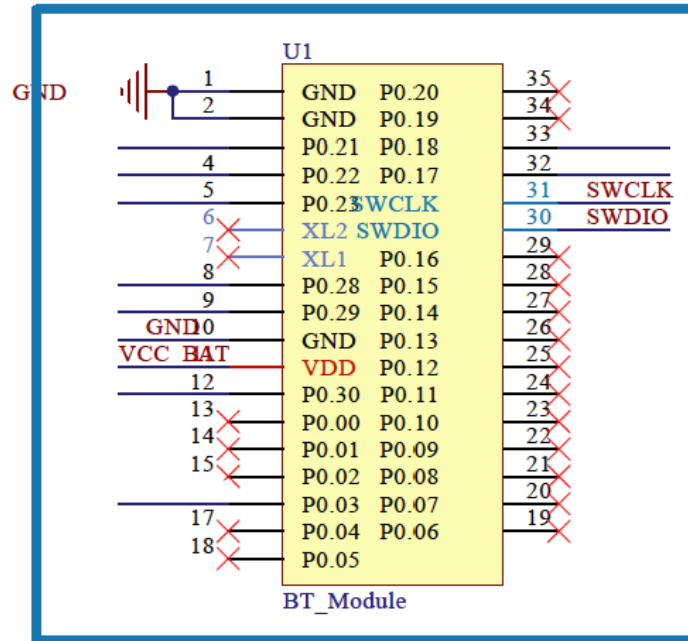 U1
GND 1 GND P0.20 35
2 GND P0.19 34
P0.21 P0.18 33
4 P0.22 P0.17 32
5 P0.23 SWCLK 31 SWCLK
6 XL2 SWDIO 30 SWDIO
7 XL1 P0.16 29
8 P0.28 P0.15 28
9 P0.29 P0.14 27
GND 10 GND P0.13 26
VCC BAT VDD P0.12 25
12 P0.30 P0.11 24
13 P0.00 P0.10 23
14 P0.01 P0.09 22
15 P0.02 P0.08 21
P0.03 P0.07 20
17 P0.04 P0.06 19
18 P0.05
BT_Module